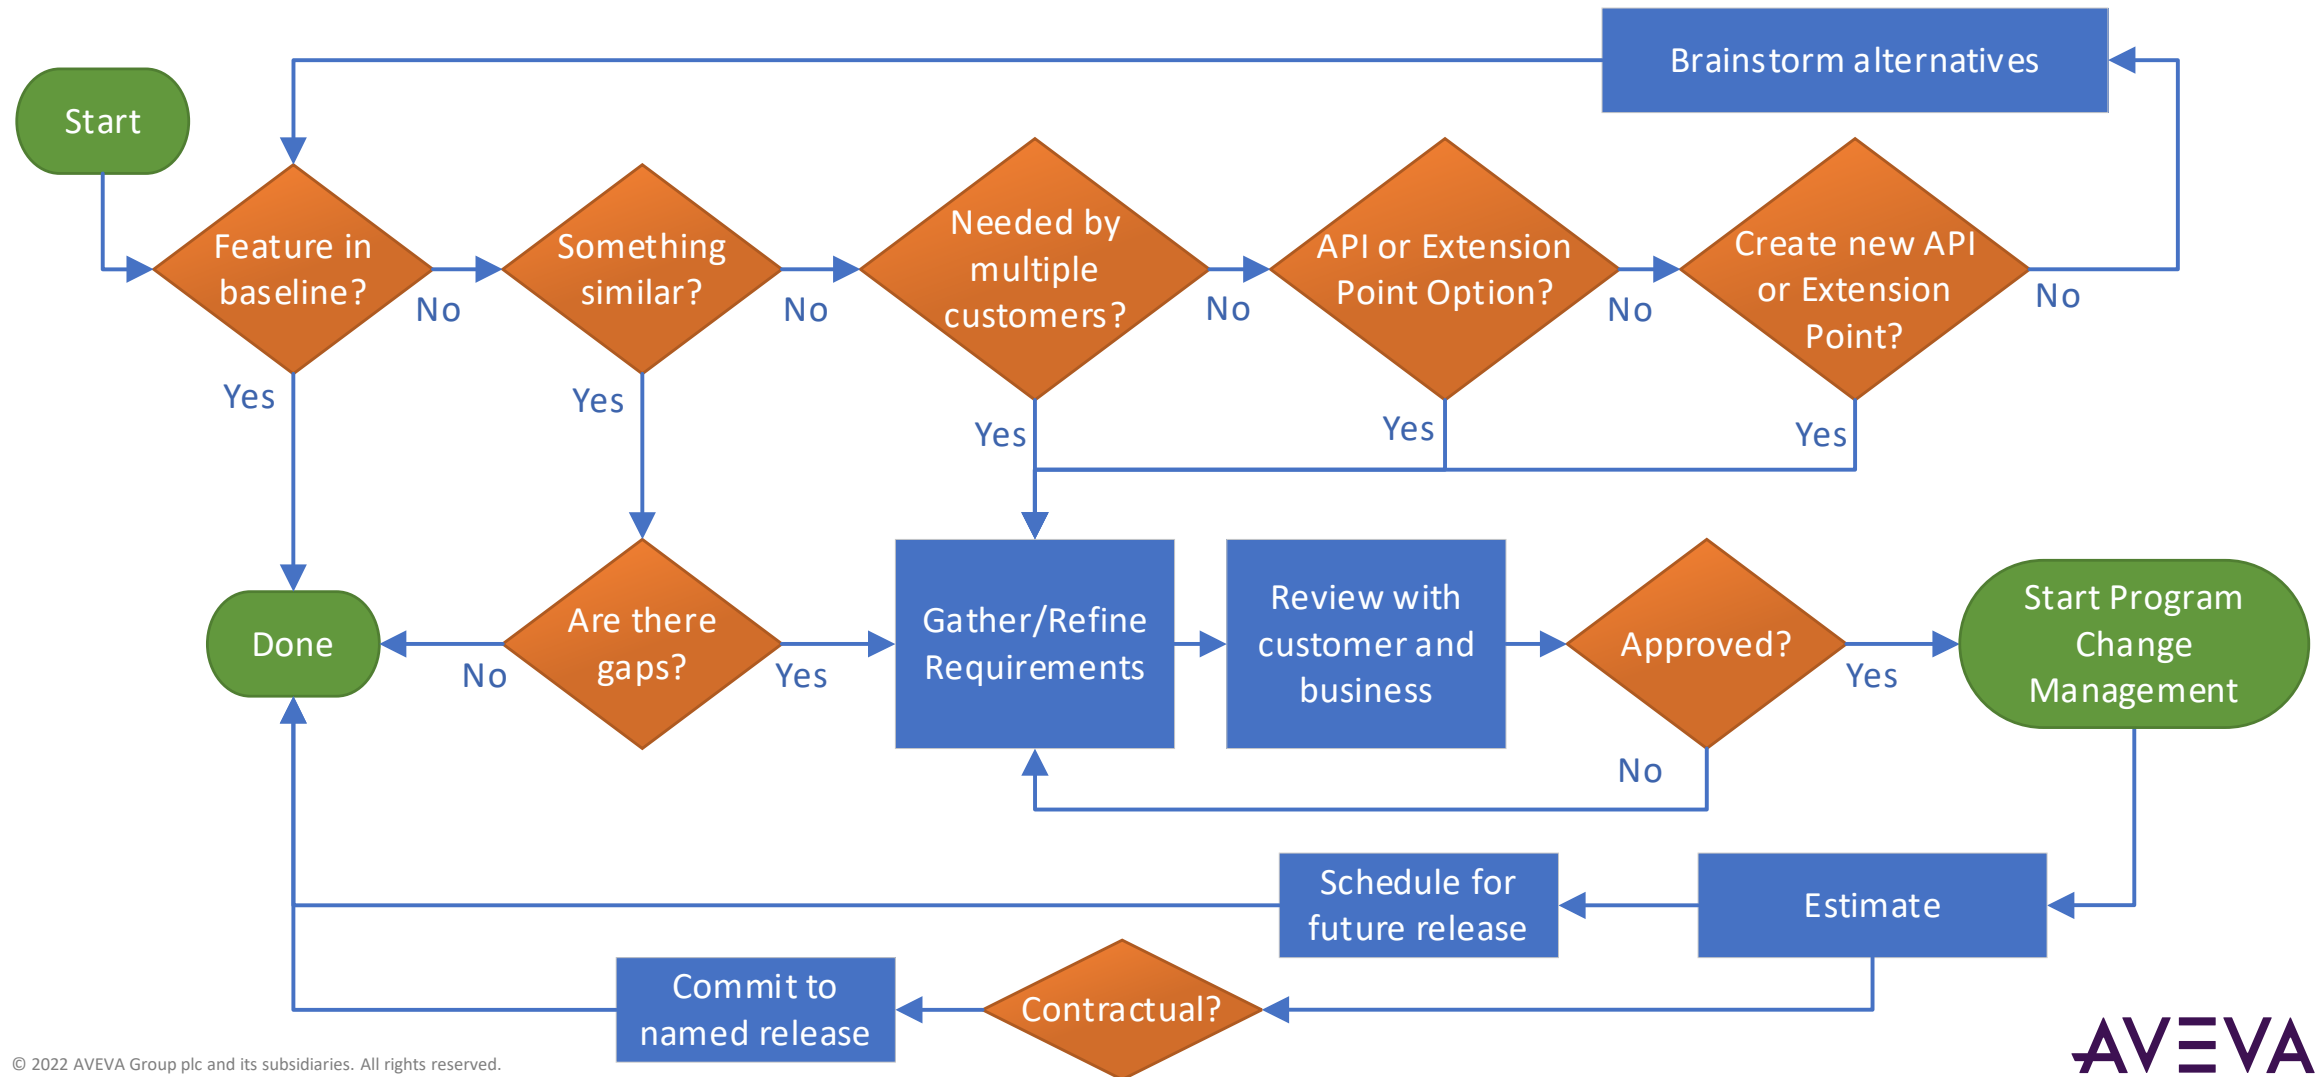 Brainstorm alternatives
Start
Feature in
baseline?
No
Yes
Something
similar?
No
Yes
Needed by
multiple
customers?
No
Yes
API or Extension
Point Option?
No
Yes
Create new API
or Extension
Point?
No
Yes
Done
Are there
gaps?
No
Yes
Gather/Refine
Requirements
Review with
customer and
business
Approved?
Yes
No
Start Program
Change
Management
Schedule for
future release
Estimate
Commit to
named release
Contractual?
© 2022 AVEVA Group plc and its subsidiaries. All rights reserved.
AVEVA